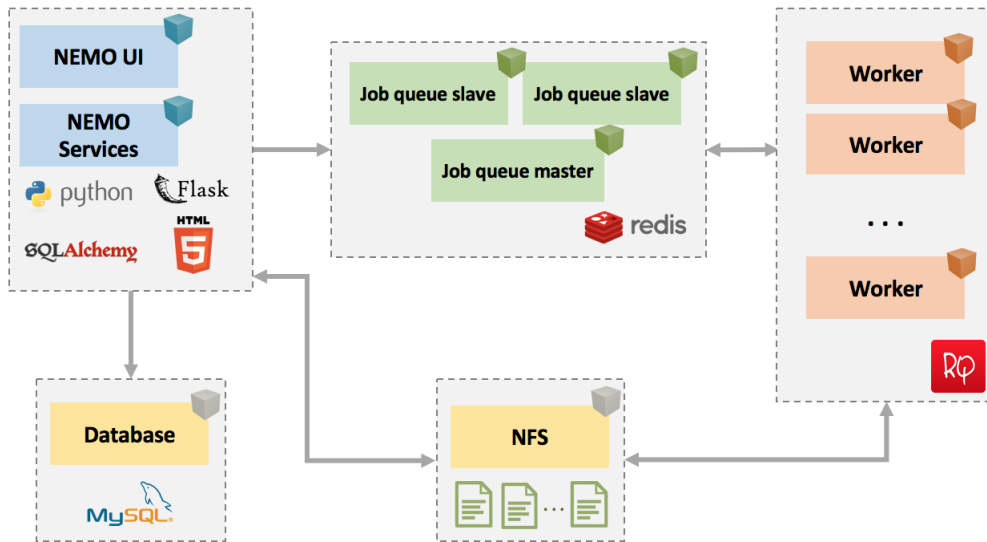 NEMO UI
NEMO
Services
python
Flask
SQLAlchemy
HTML
5
Job queue slave
Job queue slave
Job queue master
redis
Worker
Worker
...
Worker
RQ
Database
MySQL®
NFS
...